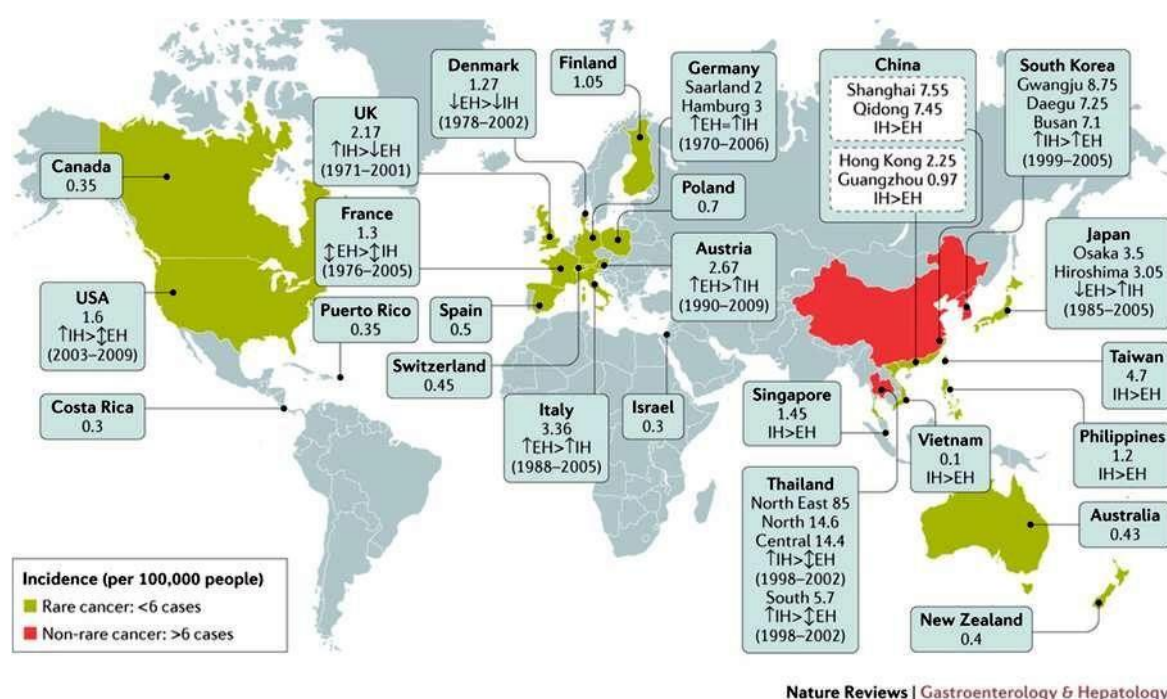 Denmark
1.27
↓EH>↓IH
(1978–2002)
Finland
1.05
Germany
Saarland 2
Hamburg 3
↑EH=↑IH
(1970–2006)
China
Shanghai 7.55
Qidong 7.45
IH>EH
Hong Kong 2.25
Guangzhou 0.97
IH>EH
South Korea
Gwangju 8.75
Daegu 7.25
Busan 7.1
↑IH>↑EH
(1999–2005)
UK
2.17
↑IH>↓EH
(1971–2001)
Canada
0.35
Poland
0.7
France
1.3
↕EH>↕IH
(1976–2005)
Austria
2.67
↑EH>↑IH
(1990–2009)
Japan
Osaka 3.5
Hiroshima 3.05
↓EH>↑IH
(1985–2005)
USA
1.6
↑IH>↕EH
(2003–2009)
Puerto Rico
0.35
Spain
0.5
Switzerland
0.45
Taiwan
4.7
IH>EH
Costa Rica
0.3
Italy
3.36
↑EH>↑IH
(1988–2005)
Israel
0.3
Singapore
1.45
IH>EH
Vietnam
0.1
IH>EH
Philippines
1.2
IH>EH
Thailand
North East 85
North 14.6
Central 14.4
↑IH>↕EH
(1998–2002)
South 5.7
↑IH>↕EH
(1998–2002)
Australia
0.43
New Zealand
0.4
Incidence (per 100,000 people)
Rare cancer: <6 cases
Non-rare cancer: >6 cases
Nature Reviews | Gastroenterology & Hepatology